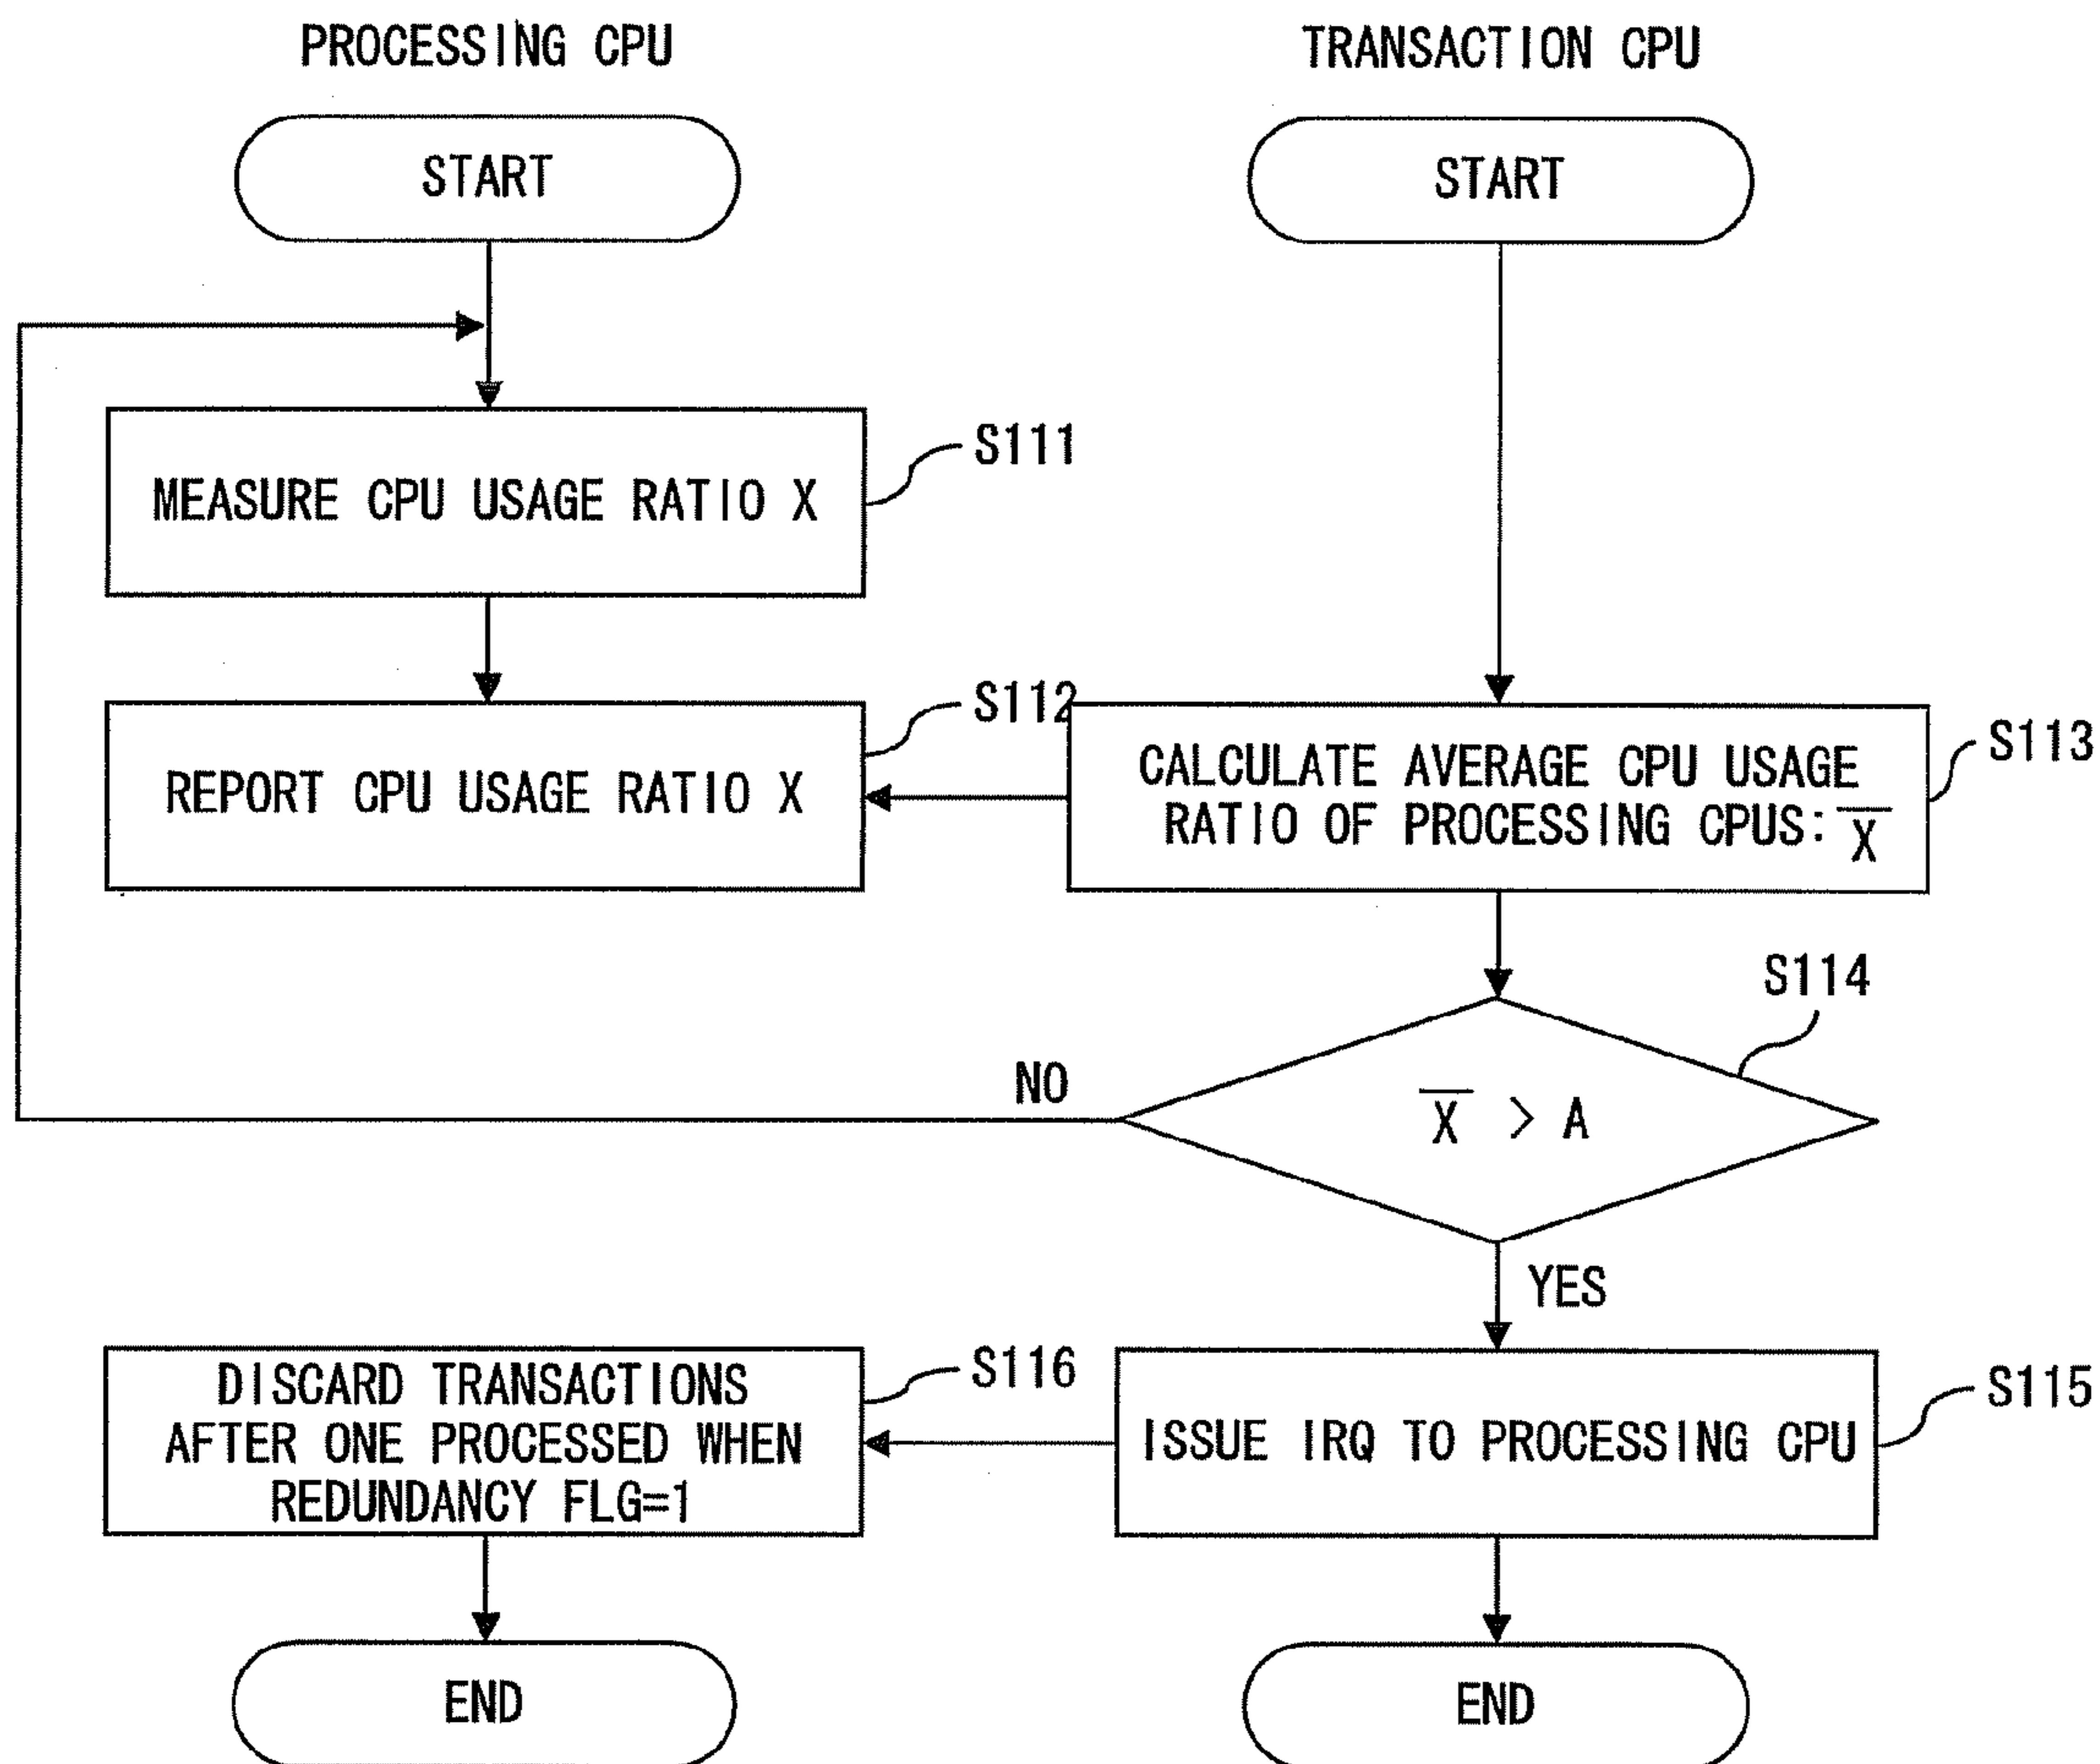 PROCESSING CPU
TRANSACTION CPU
START
START
MEASURE CPU USAGE RATIO X
S111
REPORT CPU USAGE RATIO X
S112
CALCULATE AVERAGE CPU USAGE
RATIO OF PROCESSING CPUS: X̅
S113
X̅ > A
S114
NO
YES
DISCARD TRANSACTIONS
AFTER ONE PROCESSED WHEN
REDUNDANCY FLG=1
S116
ISSUE IRQ TO PROCESSING CPU
S115
END
END